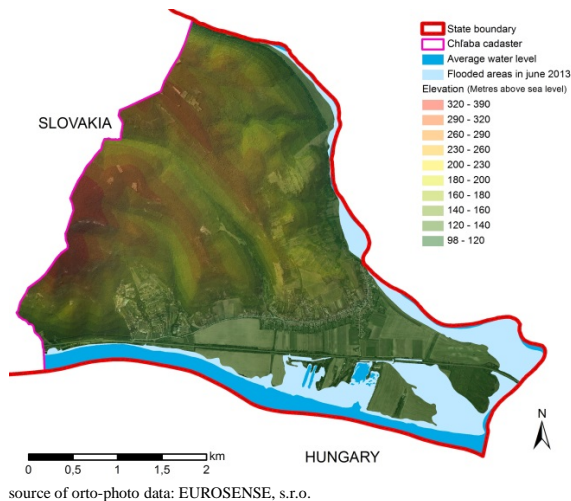 State boundary
Chľaba cadaster
Average water level
Flooded areas in june 2013
Elevation (Metres above sea level)
320 - 390
290 - 320
260 - 290
230 - 260
200 - 230
180 - 200
160 - 180
140 - 160
120 - 140
98 - 120
SLOVAKIA
N
km
0 0,5 1 1,2 2
HUNGARY
source of orto-photo data: EUROSENSE, s.r.o.